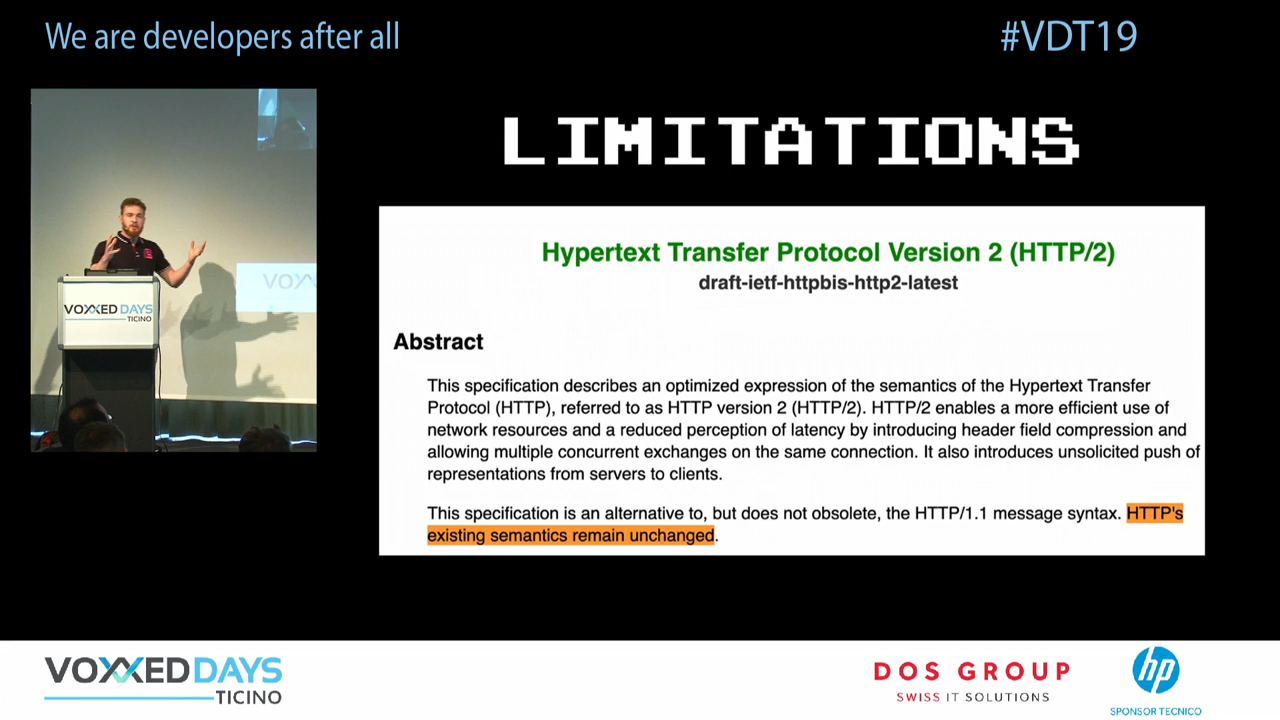 We are developers after all
#VDT19
LIMITATIONS
Hypertext Transfer Protocol Version 2 (HTTP/2)
draft-ietf-httpbis-http2-latest
Abstract
This specification describes an optimized expression of the semantics of the Hypertext Transfer
Protocol (HTTP), referred to as HTTP version 2 (HTTP/2). HTTP/2 enables a more efficient use of
network resources and a reduced perception of latency by introducing header field compression and
allowing multiple concurrent exchanges on the same connection. It also introduces unsolicited push of
representations from servers to clients.
This specification is an alternative to, but does not obsolete, the HTTP/1.1 message syntax. HTTP's
existing semantics remain unchanged.
VOXXED DAYS
TICINO
VOXX
VOXXED DAYS
TICINO
DOS GROUP
SWISS IT SOLUTIONS
hp
SPONSOR TECNICO